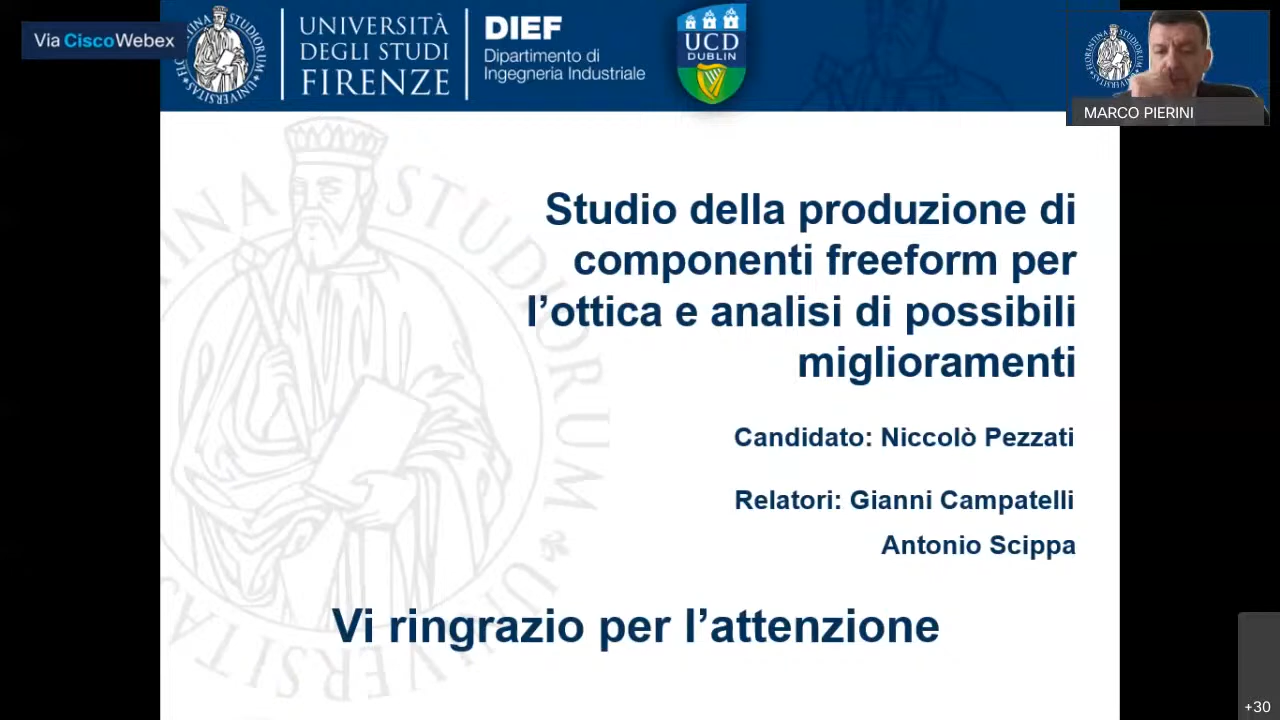 Via Cisco Webex
UNIVERSITÀ
DEGLI STUDI
FIRENZE
DIEF
Dipartimento di
Ingegneria Industriale
UCD
DUBLIN
MARCO PIERINI
Studio della produzione di
componenti freeform per
l’ottica e analisi di possibili
miglioramenti
Candidato: Niccolò Pezzati
Relatori: Gianni Campatelli
Antonio Scippa
Vi ringrazio per l’attenzione
+30